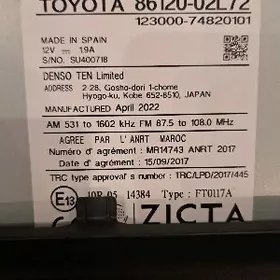 TOYOTA 86120-02L72
123000-74820101
MADE IN SPAIN
12V ⎓ 1.9A
S/NO. SU400718
DENSO TEN Limited
ADDRESS 2-28, Gosho-dori 1-chome
Hyogo-ku, Kobe 652-8510, JAPAN
MANUFACTURED April 2022
AM 531 to 1602 kHz FM 87.5 to 108.0 MHz
AGREE PAR L'ANRT MAROC
Numéro d'agrément : MR14743 ANRT 2017
Date d'agrément : 15/09/2017
TRC type approval's number : TRC/LPD/2017/445
E13 10R-05 14384 Type : FT0117A
ZICTA